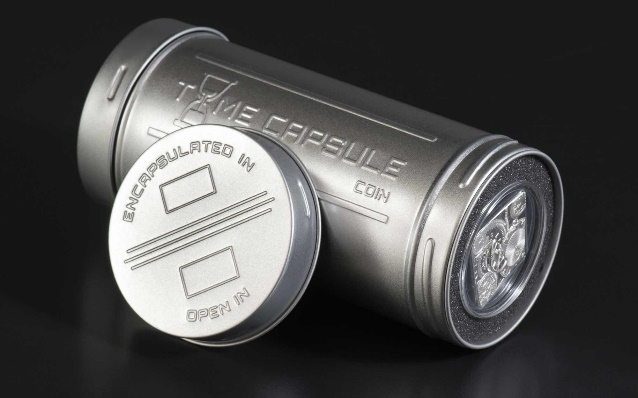 TIME CAPSULE
COIN
ENCAPSULATED IN
OPEN IN